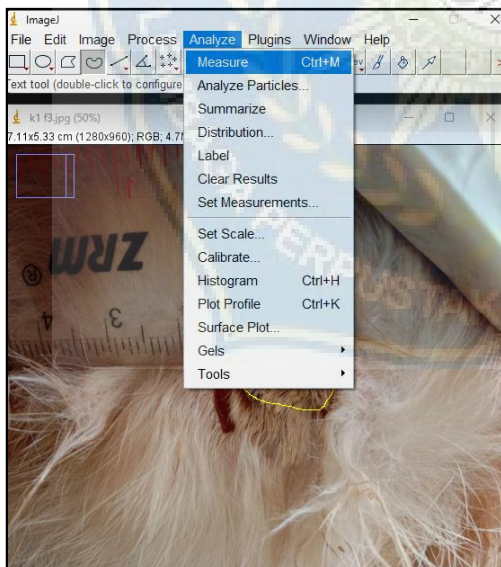 ImageJ
File Edit Image Process Analyze Plugins Window Help
Measure Ctrl+M
Text tool (double-click to configure
Analyze Particles...
Summarize
k1 f3.jpg (50%)
Distribution...
7.11x5.33 cm (1280x960); RGB; 4.7
Label
Clear Results
Set Measurements...
Set Scale...
Calibrate...
Histogram Ctrl+H
Plot Profile Ctrl+K
Surface Plot...
Gels
Tools
ZRM
®
4 3